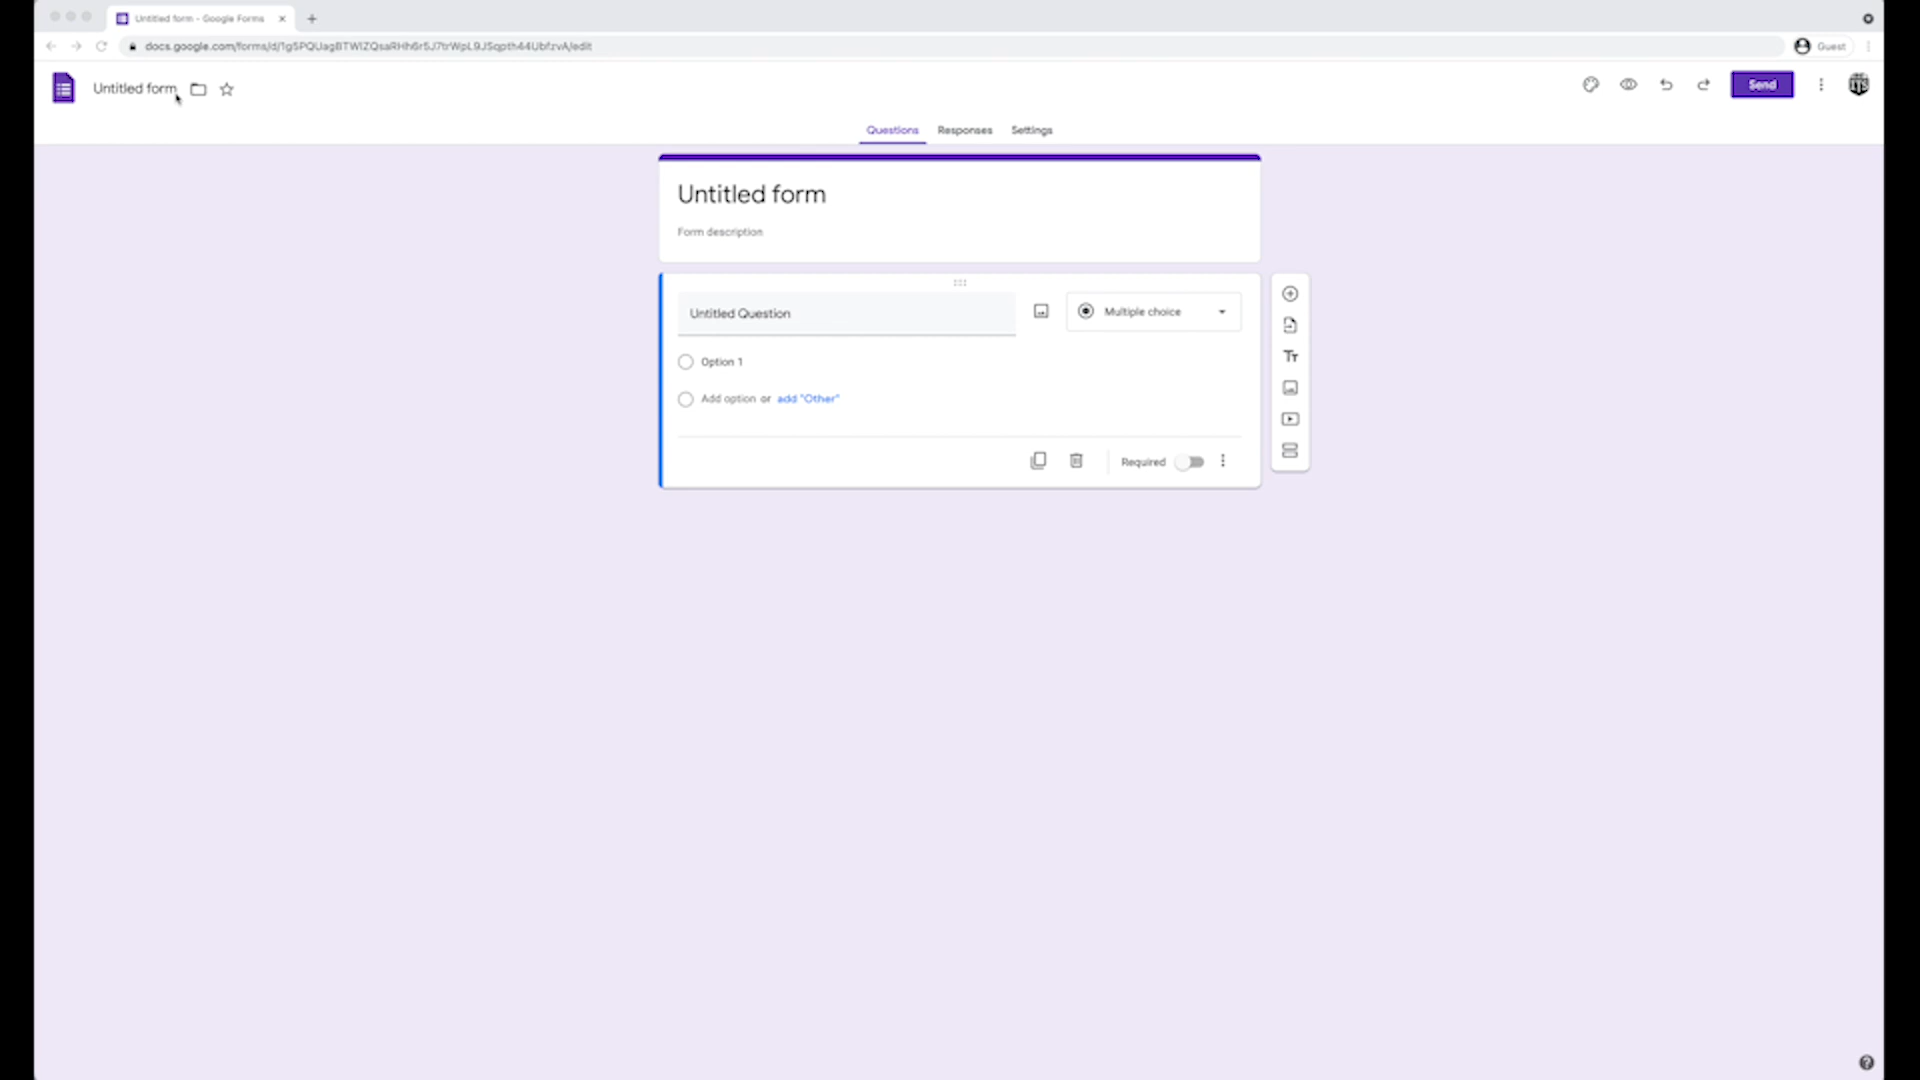 Untitled form - Google Forms
Guest
Untitled form
Send
Questions Responses Settings
Untitled form
Form description
Untitled Question
Multiple choice
Option 1
Add option or add "Other"
Required